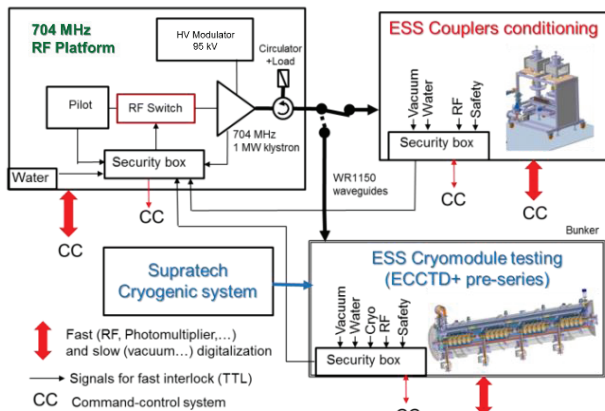 704 MHz
RF Platform
HV Modulator
95 kV
Circulator
+Load
Pilot
RF Switch
704 MHz
1 MW klystron
Security box
Water
CC
CC
ESS Couplers conditioning
Vacuum
Water
RF
Safety
Security box
CC
CC
WR1150
waveguides
Bunker
Supratech
Cryogenic system
ESS Cryomodule testing
(ECCTD+ pre-series)
Vacuum
Water
Cryo
RF
Safety
Security box
CC
CC
Fast (RF, Photomultiplier,...)
and slow (vacuum...) digitalization
Signals for fast interlock (TTL)
CC Command-control system